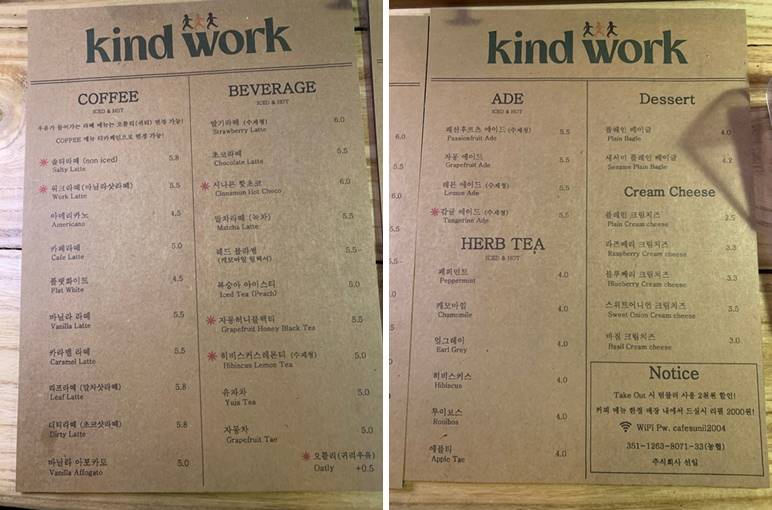 kind work
COFFEE
ICED & HOT
우유가 들어가는 라떼 메뉴는 오틀리(귀리) 변경 가능!
COFFEE 메뉴 디카페인으로 변경 가능!
솔티라떼 (non iced) 5.8
Salty Latte
워크라떼(바닐라샷라떼) 5.5
Work Latte
아메리카노 4.5
Americano
카페라떼 5.0
Cafe Latte
플랫화이트 4.5
Flat White
바닐라 라떼 5.5
Vanilla Latte
카라멜 라떼 5.5
Caramel Latte
리프라떼 (말차샷라떼) 5.8
Leaf Latte
더티라떼 (초코샷라떼) 5.8
Dirty Latte
바닐라 아포카토 5.0
Vanilla Affogato
BEVERAGE
ICED & HOT
딸기라떼 (수제청) 6.0
Strawberry Latte
초코라떼 5.5
Chocolate Latte
시나몬 핫초코 6.0
Cinnamon Hot Choco
말차라떼 (녹차) 5.5
Matcha Latte
레드 블라썸 5.5
(캐모마일 밀크티)
복숭아 아이스티 5.0
Iced Tea (Peach)
자몽허니블랙티 5.5
Grapefruit Honey Black Tea
히비스커스레몬티 (수제청) 5.0
Hibiscus Lemon Tea
유자차 5.0
Yuja Tea
자몽차 5.0
Grapefruit Tae
오틀리(귀리우유)
Oatly +0.5
kind work
ADE
ICED & HOT
패션후르츠 에이드 (수제청) 5.5
Passionfruit Ade
자몽 에이드 5.5
Grapefruit Ade
레몬 에이드 (수제청) 5.5
Lemon Ade
감귤 에이드 (수제청) 5.5
Tangerine Ade
HERB TEA
ICED & HOT
페퍼민트 4.0
Peppermint
캐모마일 4.0
Chamomile
얼그레이 4.0
Earl Grey
히비스커스 4.0
Hibiscus
루이보스 4.0
Rooibos
애플티 4.0
Apple Tae
Dessert
플레인 베이글 4.0
Plain Bagle
세서미 플레인 베이글 4.2
Sesame Plain Bagle
Cream Cheese
플레인 크림치즈 2.5
Plain Cream cheese
라즈베리 크림치즈 3.3
Raspberry Cream cheese
블루베리 크림치즈 3.3
Blueberry Cream cheese
스위트어니언 크림치즈 3.5
Sweet Onion Cream cheese
바질 크림치즈 3.0
Basil Cream cheese
Notice
Take Out 시 텀블러 사용 2천원 할인!
커피 메뉴 한정 매장 내에서 드실시 리필 2000원!
WiFi Pw. cafesunil2004
351-1263-8071-33(농협)
주식회사 선일